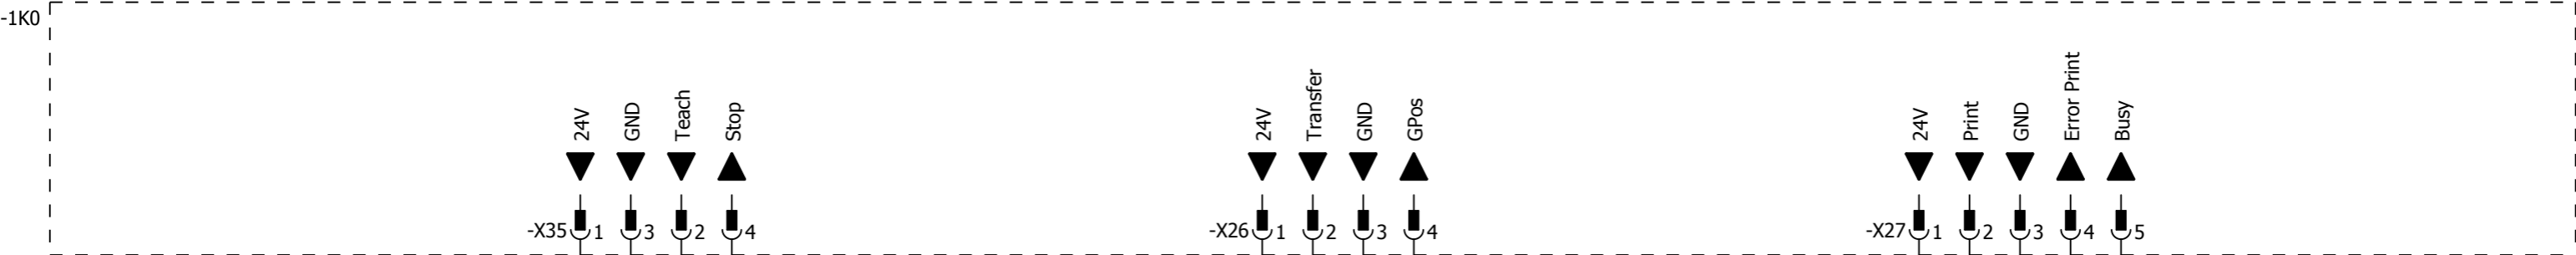 -1K0
24V GND Teach Stop
24V Transfer GND GPos
24V Print GND Error Print Busy
-X35 1 3 2 4
-X26 1 2 3 4
-X27 1 2 3 4 5